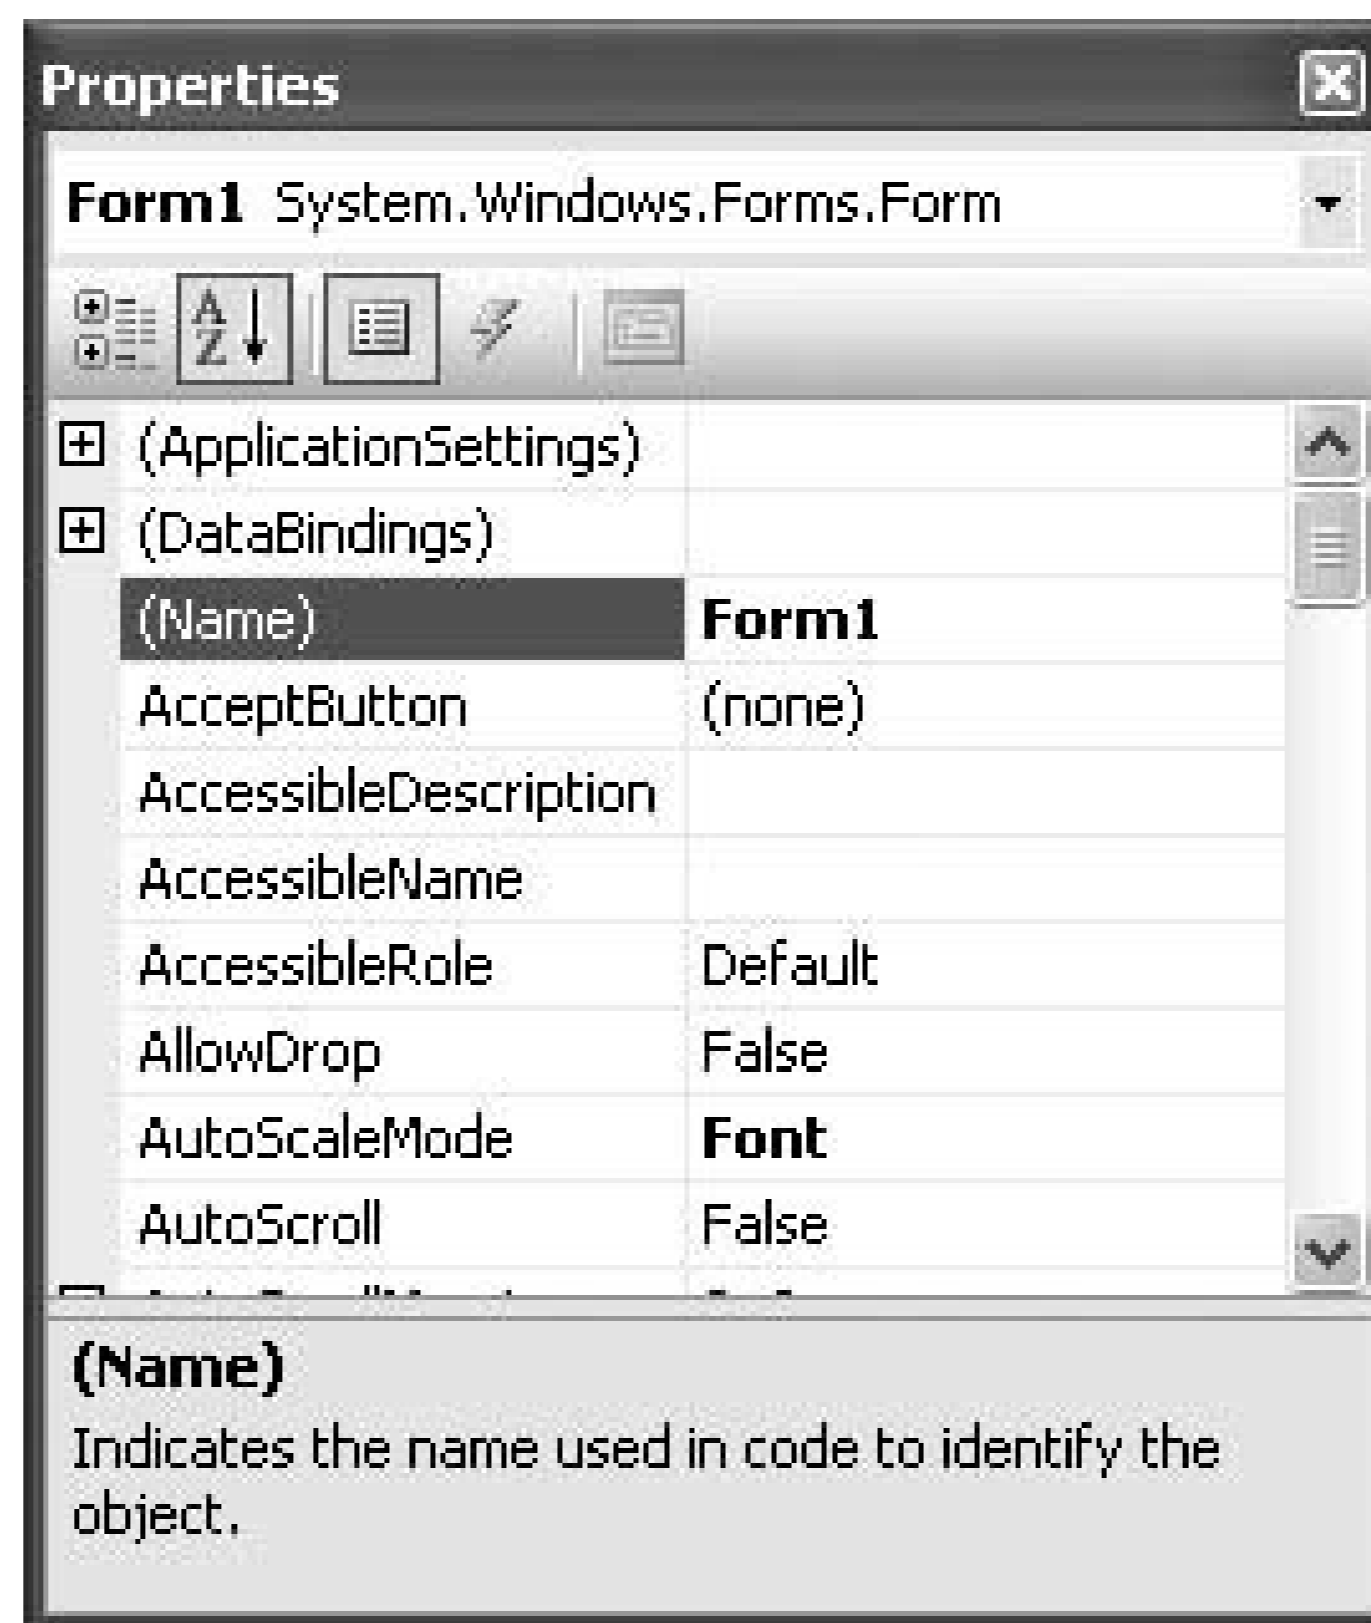 Properties
Form1 System.Windows.Forms.Form
(ApplicationSettings)
(DataBindings)
(Name) Form1
AcceptButton (none)
AccessibleDescription
AccessibleName
AccessibleRole Default
AllowDrop False
AutoScaleMode Font
AutoScroll False
(Name)
Indicates the name used in code to identify the
object.